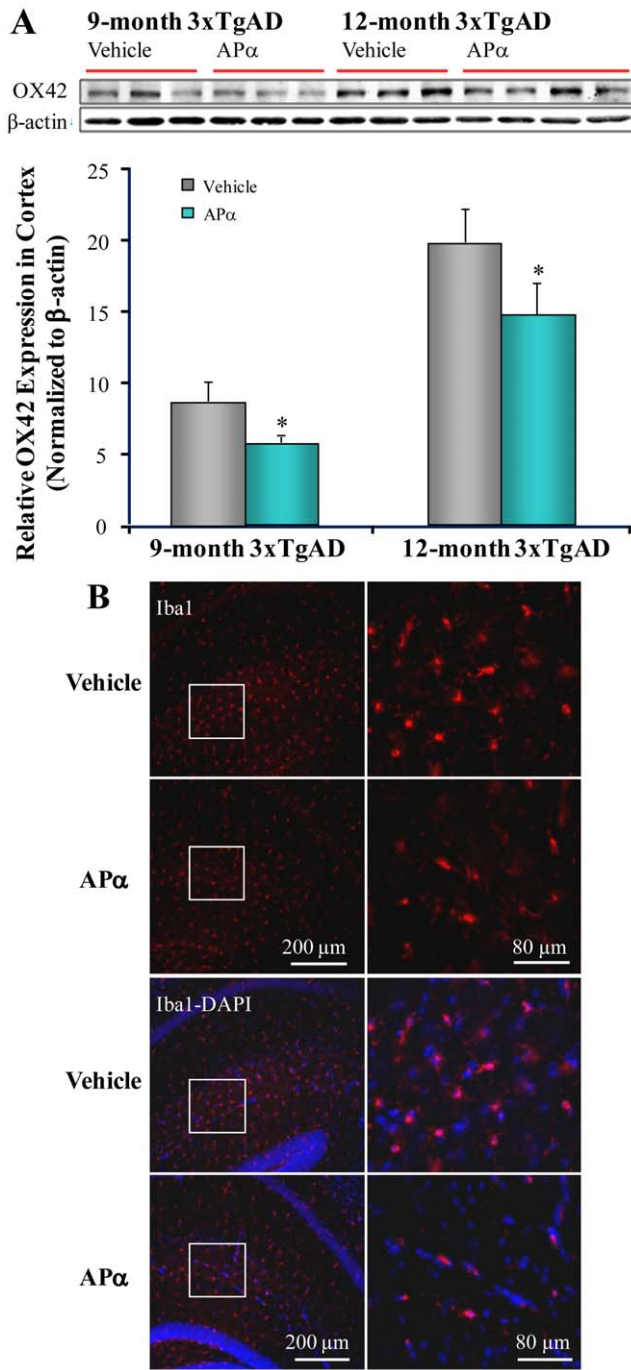 A
9-month 3xTgAD 12-month 3xTgAD
Vehicle APα Vehicle APα
OX42
β-actin
Relative OX42 Expression in Cortex
(Normalized to β-actin)
25
20
15
10
5
0
Vehicle
APα
*
*
9-month 3xTgAD 12-month 3xTgAD
B
Iba1
Vehicle
APα
200 µm 80 µm
Iba1-DAPI
Vehicle
APα
200 µm 80 µm